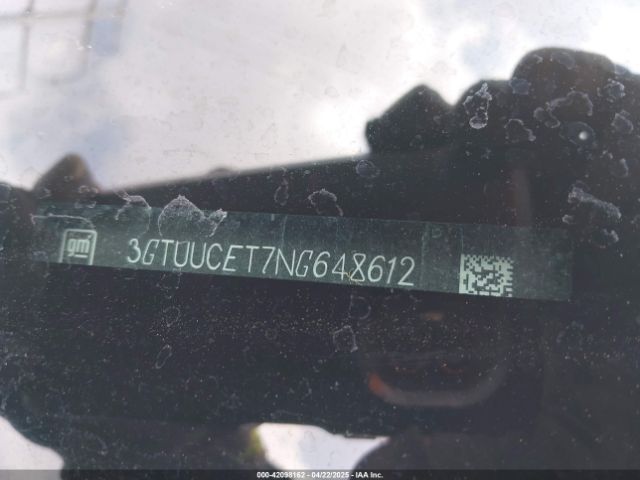 gm 3GTUUCET7NG648612
000-42098162 - 04/22/2025 - IAA Inc.